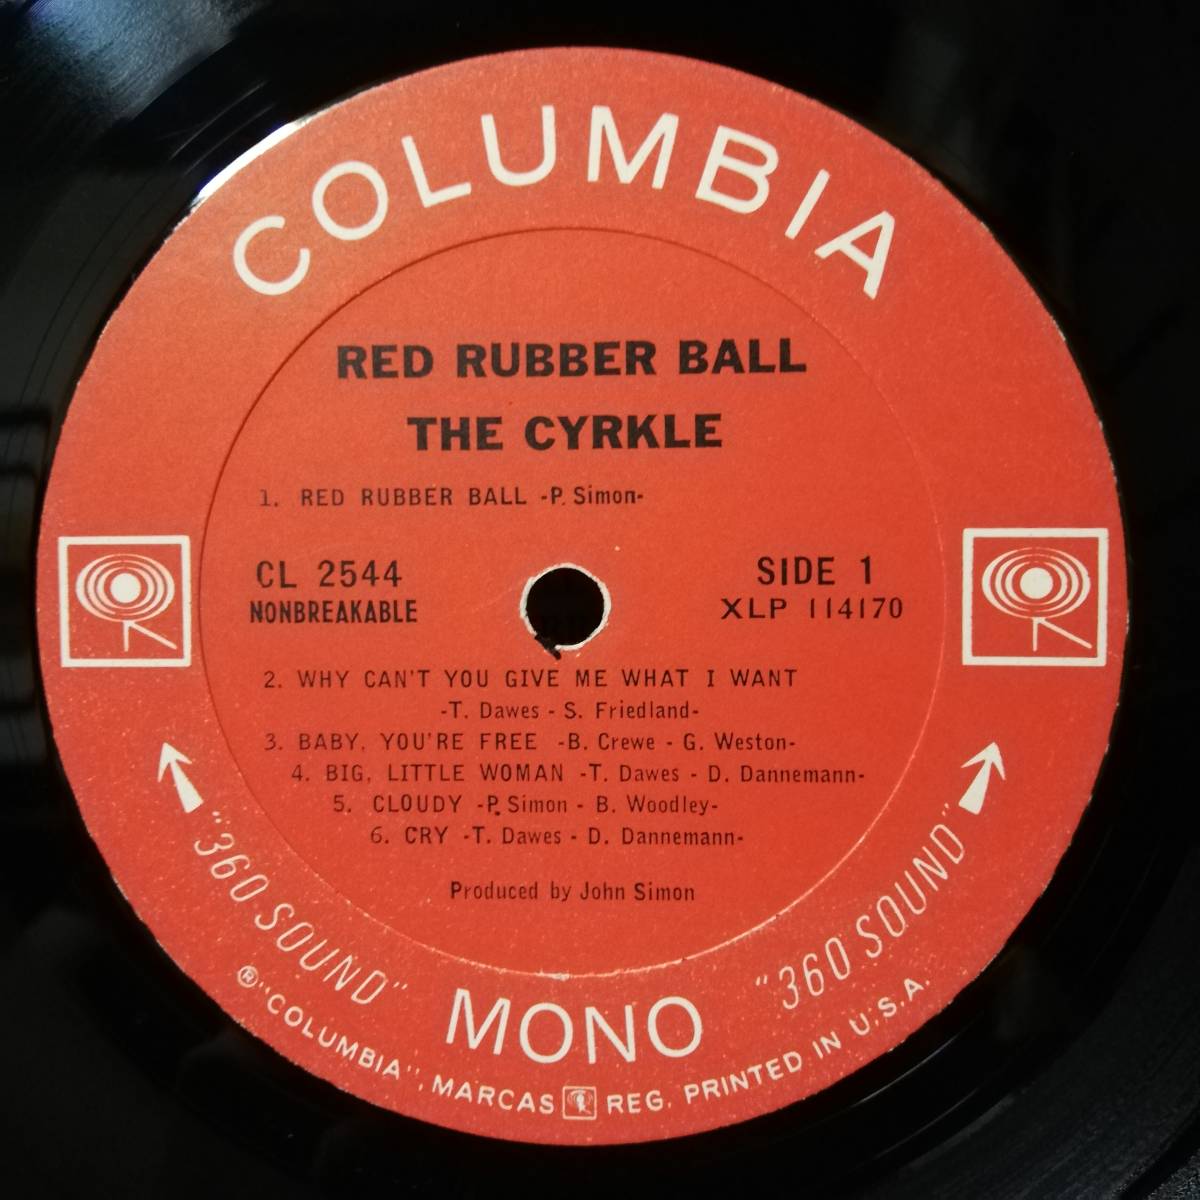 COLUMBIA
RED RUBBER BALL
THE CYRKLE
1. RED RUBBER BALL -P. Simon-
CL 2544
NONBREAKABLE
SIDE 1
XLP 114170
2. WHY CAN'T YOU GIVE ME WHAT I WANT
-T. Dawes - S. Friedland-
3. BABY, YOU'RE FREE -B. Crewe - G. Weston-
4. BIG, LITTLE WOMAN -T. Dawes - D. Dannemann-
5. CLOUDY -P. Simon - B. Woodley-
6. CRY -T. Dawes - D. Dannemann-
Produced by John Simon
"360 SOUND"
MONO
"360 SOUND"
® "COLUMBIA", MARCAS REG. PRINTED IN U.S.A.